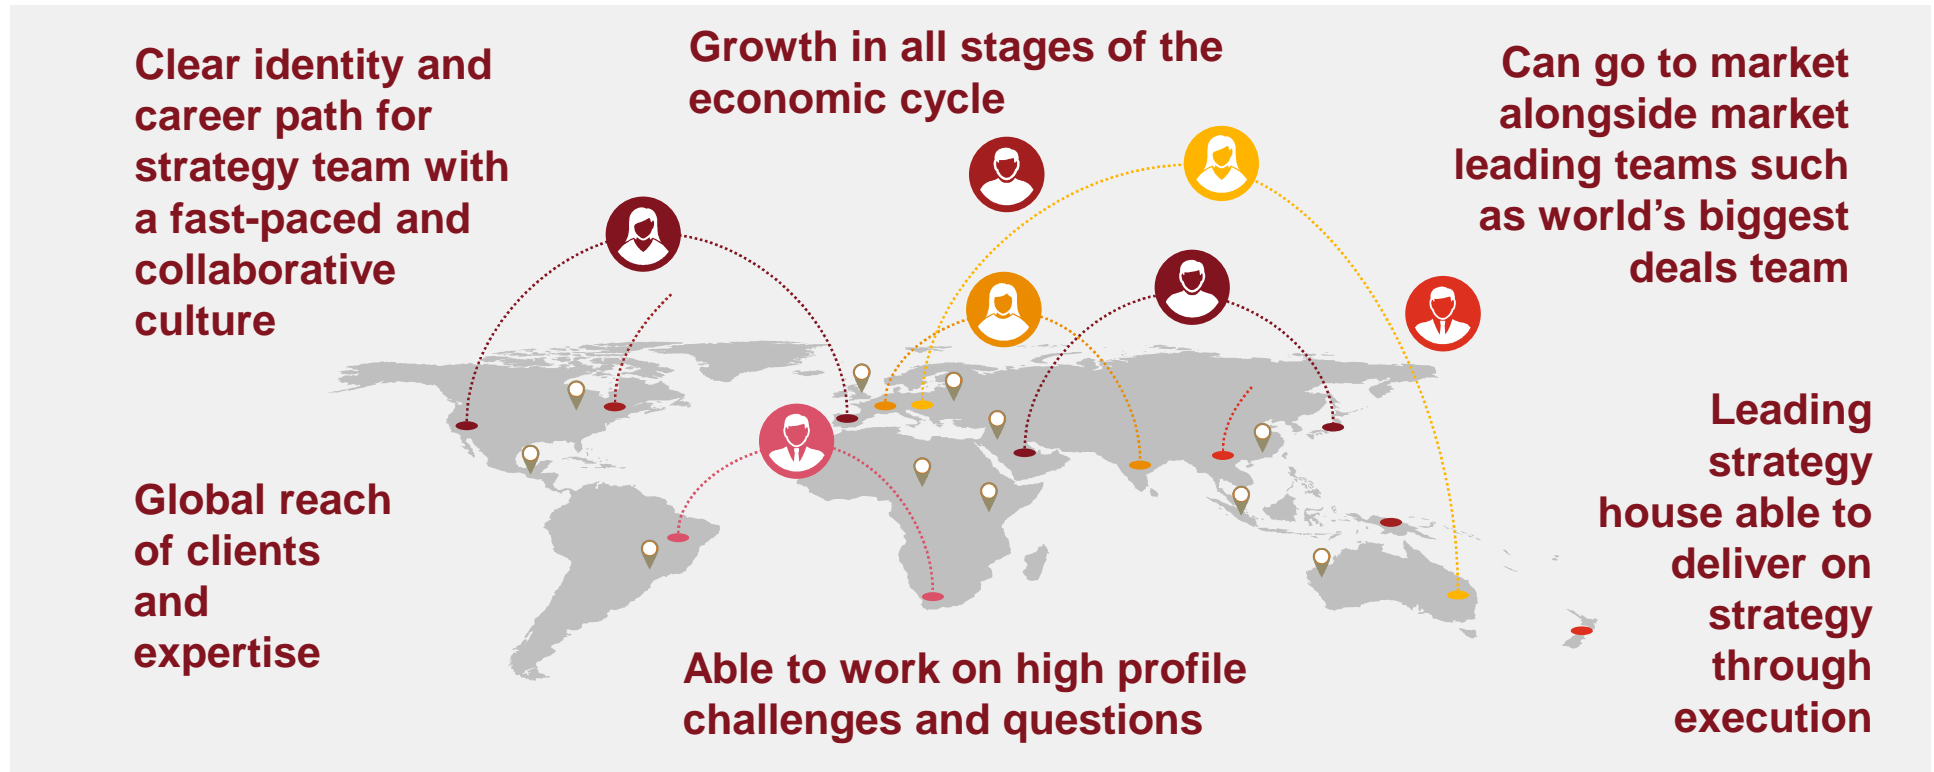 Clear identity and
career path for
strategy team with
a fast-paced and
collaborative
culture
Growth in all stages of the
economic cycle
Can go to market
alongside market
leading teams such
as world’s biggest
deals team
Global reach
of clients
and
expertise
Able to work on high profile
challenges and questions
Leading
strategy
house able to
deliver on
strategy
through
execution